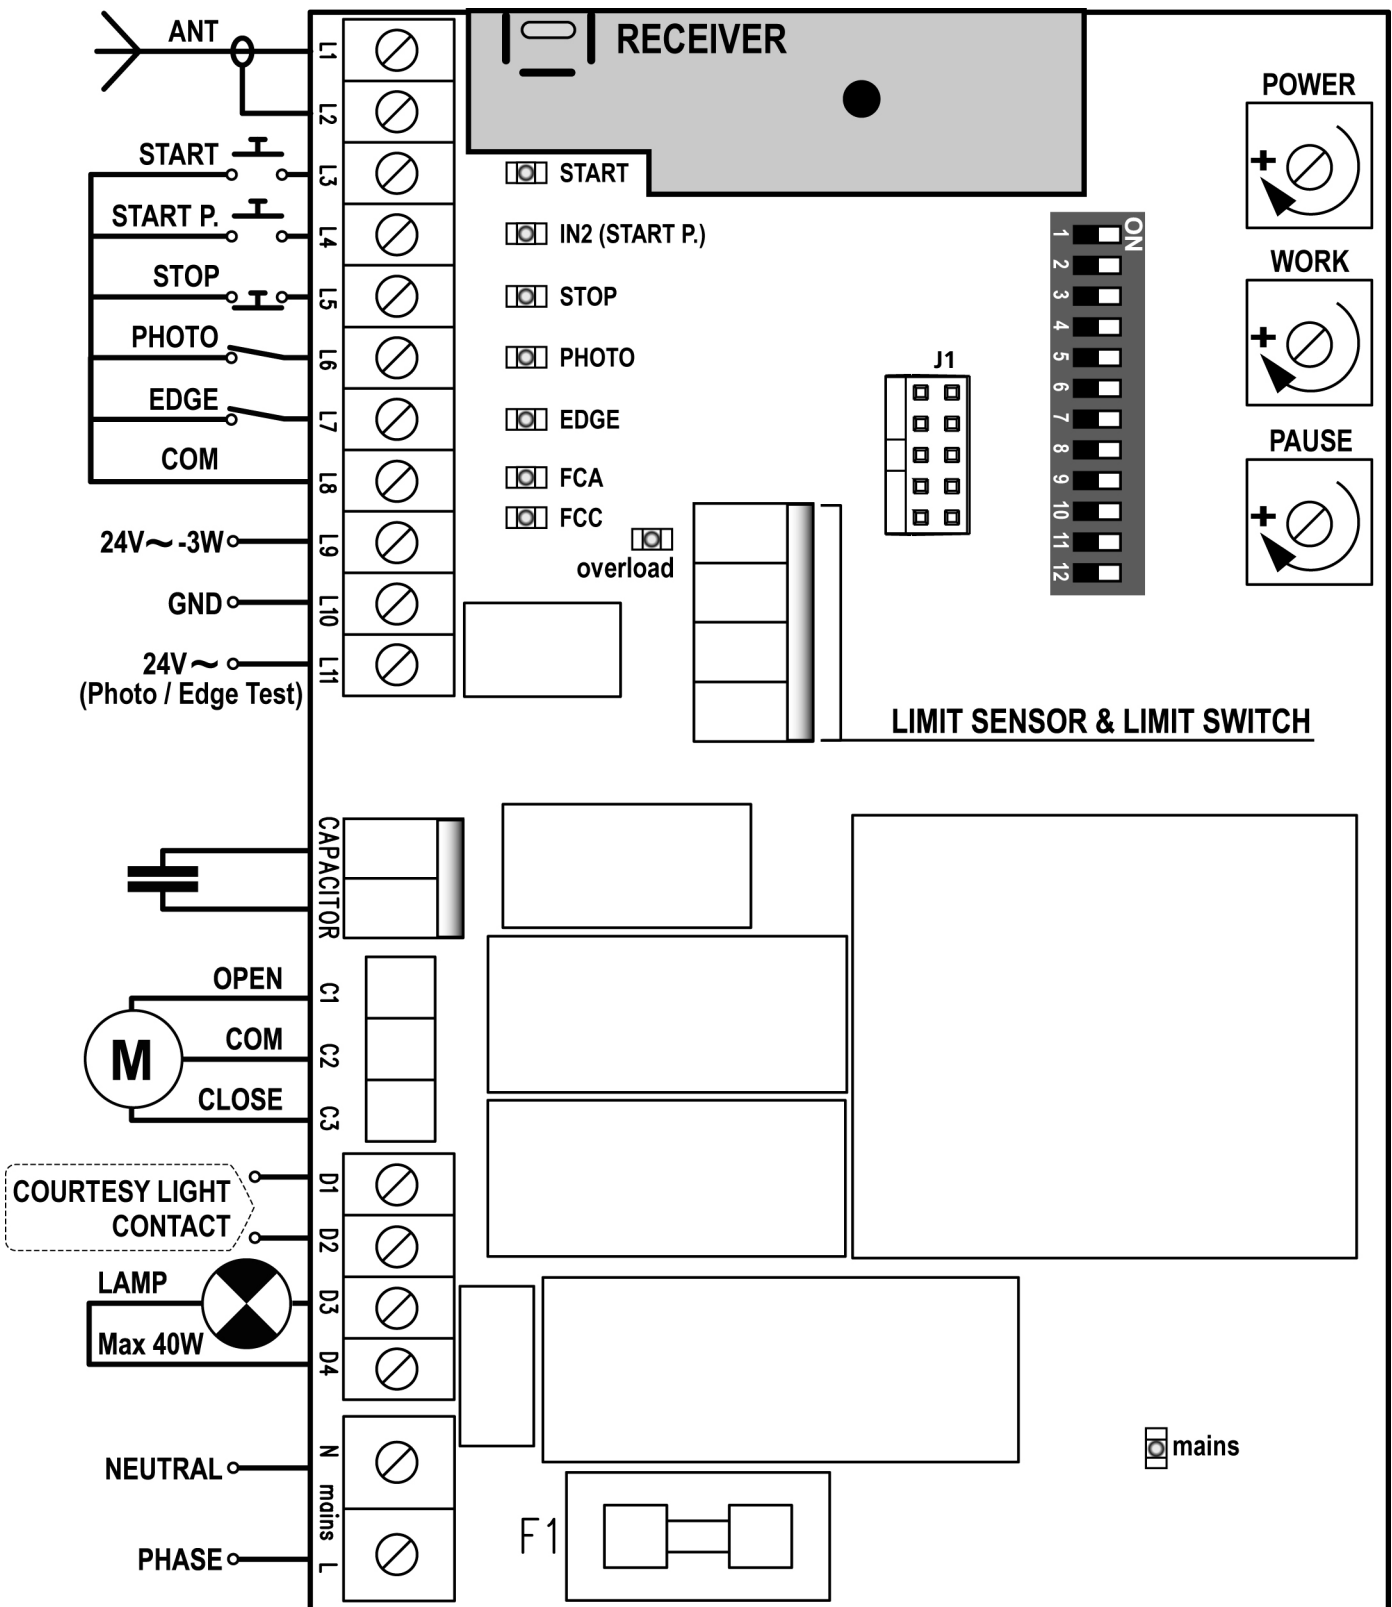 ANT
L1
L2
RECEIVER
POWER
+
START
L3
START
START P.
L4
IN2 (START P.)
STOP
L5
STOP
PHOTO
L6
PHOTO
EDGE
L7
EDGE
COM
L8
FCA
FCC
overload
24V～ -3W
L9
GND
L10
24V～
(Photo / Edge Test)
L11
J1
ON
1
2
3
4
5
6
7
8
9
10
11
12
WORK
+
PAUSE
+
LIMIT SENSOR & LIMIT SWITCH
CAPACITOR
OPEN
C1
M
COM
C2
CLOSE
C3
COURTESY LIGHT
CONTACT
D1
D2
LAMP
D3
Max 40W
D4
NEUTRAL
N
mains
PHASE
L
F1
mains